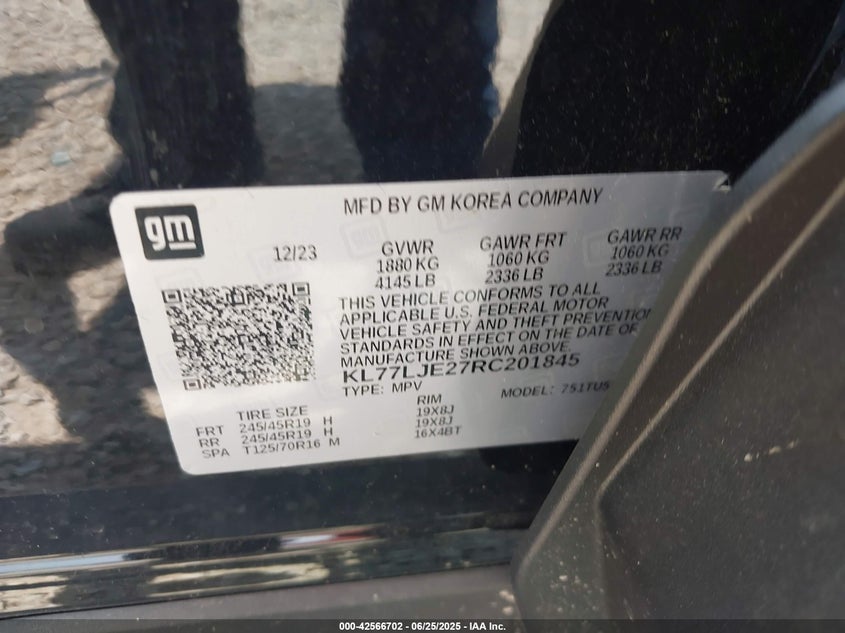 gm
MFD BY GM KOREA COMPANY
12/23
GVWR
1880 KG
4145 LB
GAWR FRT
1060 KG
2336 LB
GAWR RR
1060 KG
2336 LB
THIS VEHICLE CONFORMS TO ALL
APPLICABLE U.S. FEDERAL MOTOR
VEHICLE SAFETY AND THEFT PREVENTION
STANDARDS IN EFFECT ON THE DATE OF
MANUFACTURE SHOWN ABOVE.
KL77LJE27RC201845
TYPE: MPV
MODEL: 751TU5
TIRE SIZE RIM
FRT 245/45R19 H 19X8J
RR 245/45R19 H 19X8J
SPA T125/70R16 M 16X4BT
000-42566702 | 06/25/2025 | IAA Inc.